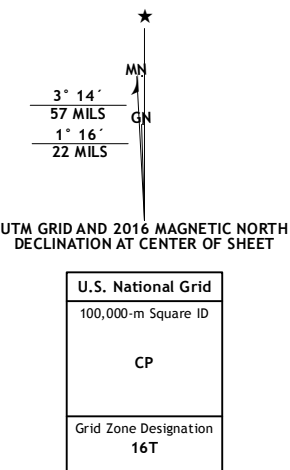 ★
MN
3° 14´
57 MILS
GN
1° 16´
22 MILS
UTM GRID AND 2016 MAGNETIC NORTH
DECLINATION AT CENTER OF SHEET
U.S. National Grid
100,000-m Square ID
CP
Grid Zone Designation
16T